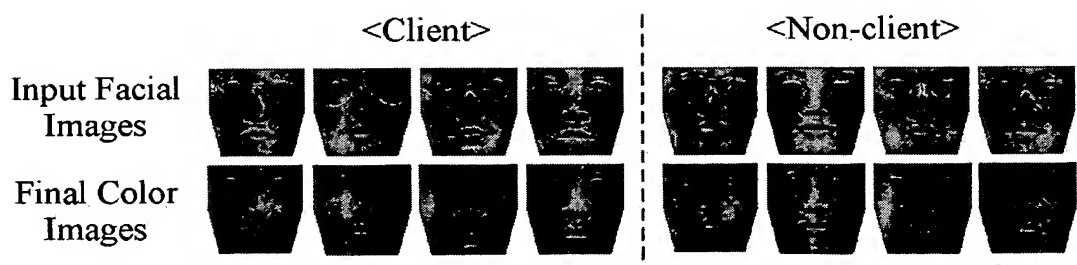 <Client>
<Non-client>
Input Facial
Images
Final Color
Images